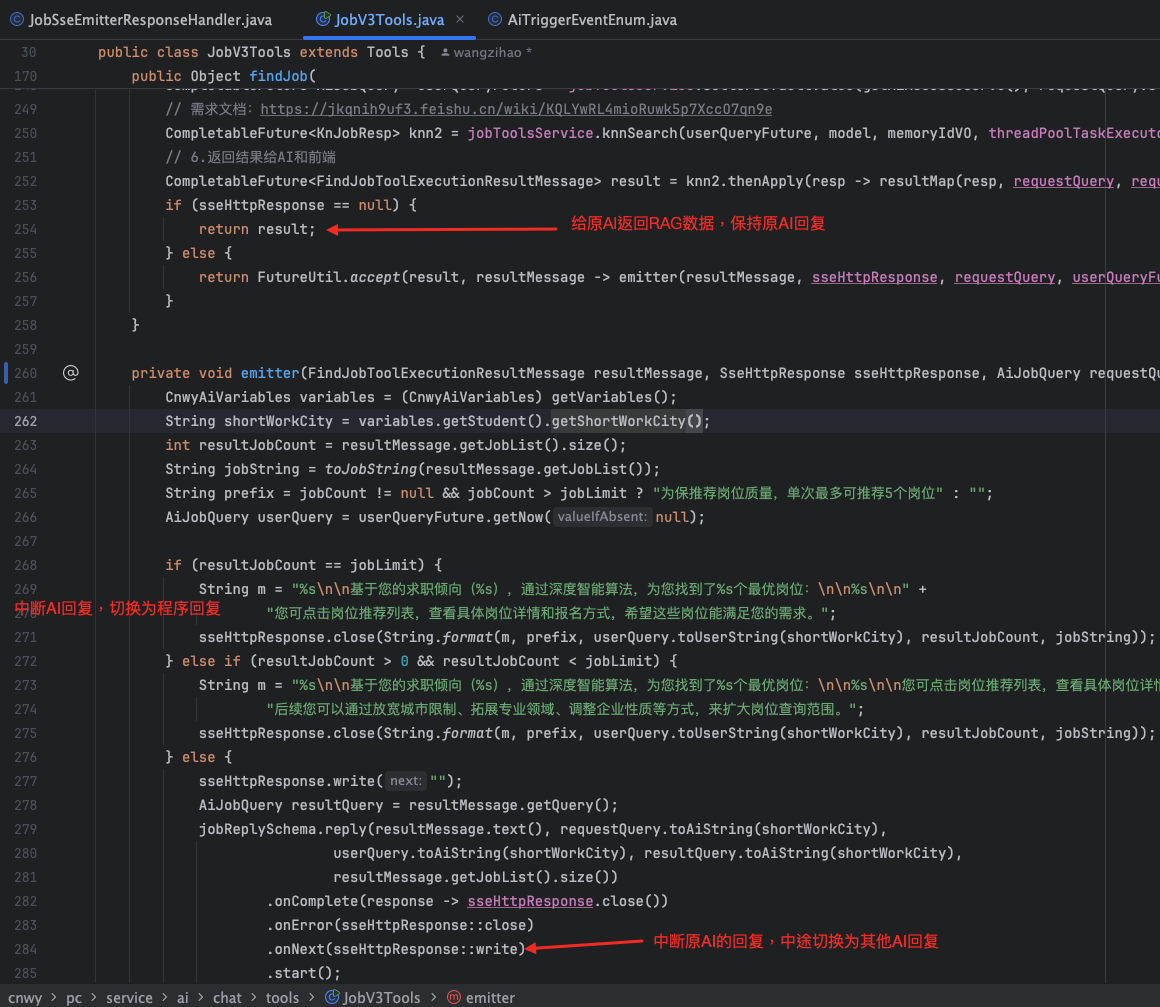 JobSseEmitterResponseHandler.java JobV3Tools.java × AiTriggerEventEnum.java
30 public class JobV3Tools extends Tools { wangzihao *
170 public Object findJob(
249 // 需求文档: https://jkqnih9uf3.feishu.cn/wiki/KQLYwRL4mioRuwk5p7XccO7qn9e
250 CompletableFuture<KnJobResp> knn2 = jobToolsService.knnSearch(userQueryFuture, model, memoryIdVO, threadPoolTaskExecuto
251 // 6.返回结果给AI和前端
252 CompletableFuture<FindJobToolExecutionResultMessage> result = knn2.thenApply(resp -> resultMap(resp, requestQuery, requ
253 if (sseHttpResponse == null) {
254 return result; 给原AI返回RAG数据，保持原AI回复
255 } else {
256 return FutureUtil.accept(result, resultMessage -> emitter(resultMessage, sseHttpResponse, requestQuery, userQueryFu
257 }
258 }
259
260 @ private void emitter(FindJobToolExecutionResultMessage resultMessage, SseHttpResponse sseHttpResponse, AiJobQuery requestQu
261 CnwyAiVariables variables = (CnwyAiVariables) getVariables();
262 String shortWorkCity = variables.getStudent().getShortWorkCity();
263 int resultJobCount = resultMessage.getJobList().size();
264 String jobString = toJobString(resultMessage.getJobList());
265 String prefix = jobCount != null && jobCount > jobLimit ? "为保推荐岗位质量，单次最多可推荐5个岗位" : "";
266 AiJobQuery userQuery = userQueryFuture.getNow( valueIfAbsent: null);
267
268 if (resultJobCount == jobLimit) {
269 String m = "%s\n\n基于您的求职倾向（%s），通过深度智能算法，为您找到了%s个最优岗位：\n\n%s\n\n" +
中断AI回复，切换为程序回复
"您可点击岗位推荐列表，查看具体岗位详情和报名方式，希望这些岗位能满足您的需求。";
271 sseHttpResponse.close(String.format(m, prefix, userQuery.toUserString(shortWorkCity), resultJobCount, jobString));
272 } else if (resultJobCount > 0 && resultJobCount < jobLimit) {
273 String m = "%s\n\n基于您的求职倾向（%s），通过深度智能算法，为您找到了%s个最优岗位：\n\n%s\n\n您可点击岗位推荐列表，查看具体岗位详情
274 "后续您可以通过放宽城市限制、拓展专业领域、调整企业性质等方式，来扩大岗位查询范围。";
275 sseHttpResponse.close(String.format(m, prefix, userQuery.toUserString(shortWorkCity), resultJobCount, jobString));
276 } else {
277 sseHttpResponse.write( next: "");
278 AiJobQuery resultQuery = resultMessage.getQuery();
279 jobReplySchema.reply(resultMessage.text(), requestQuery.toAiString(shortWorkCity),
280 userQuery.toAiString(shortWorkCity), resultQuery.toAiString(shortWorkCity),
281 resultMessage.getJobList().size())
282 .onComplete(response -> sseHttpResponse.close())
283 .onError(sseHttpResponse::close)
284 .onNext(sseHttpResponse::write) 中断原AI的回复，中途切换为其他AI回复
285 .start();
cnwy > pc > service > ai > chat > tools > JobV3Tools > emitter